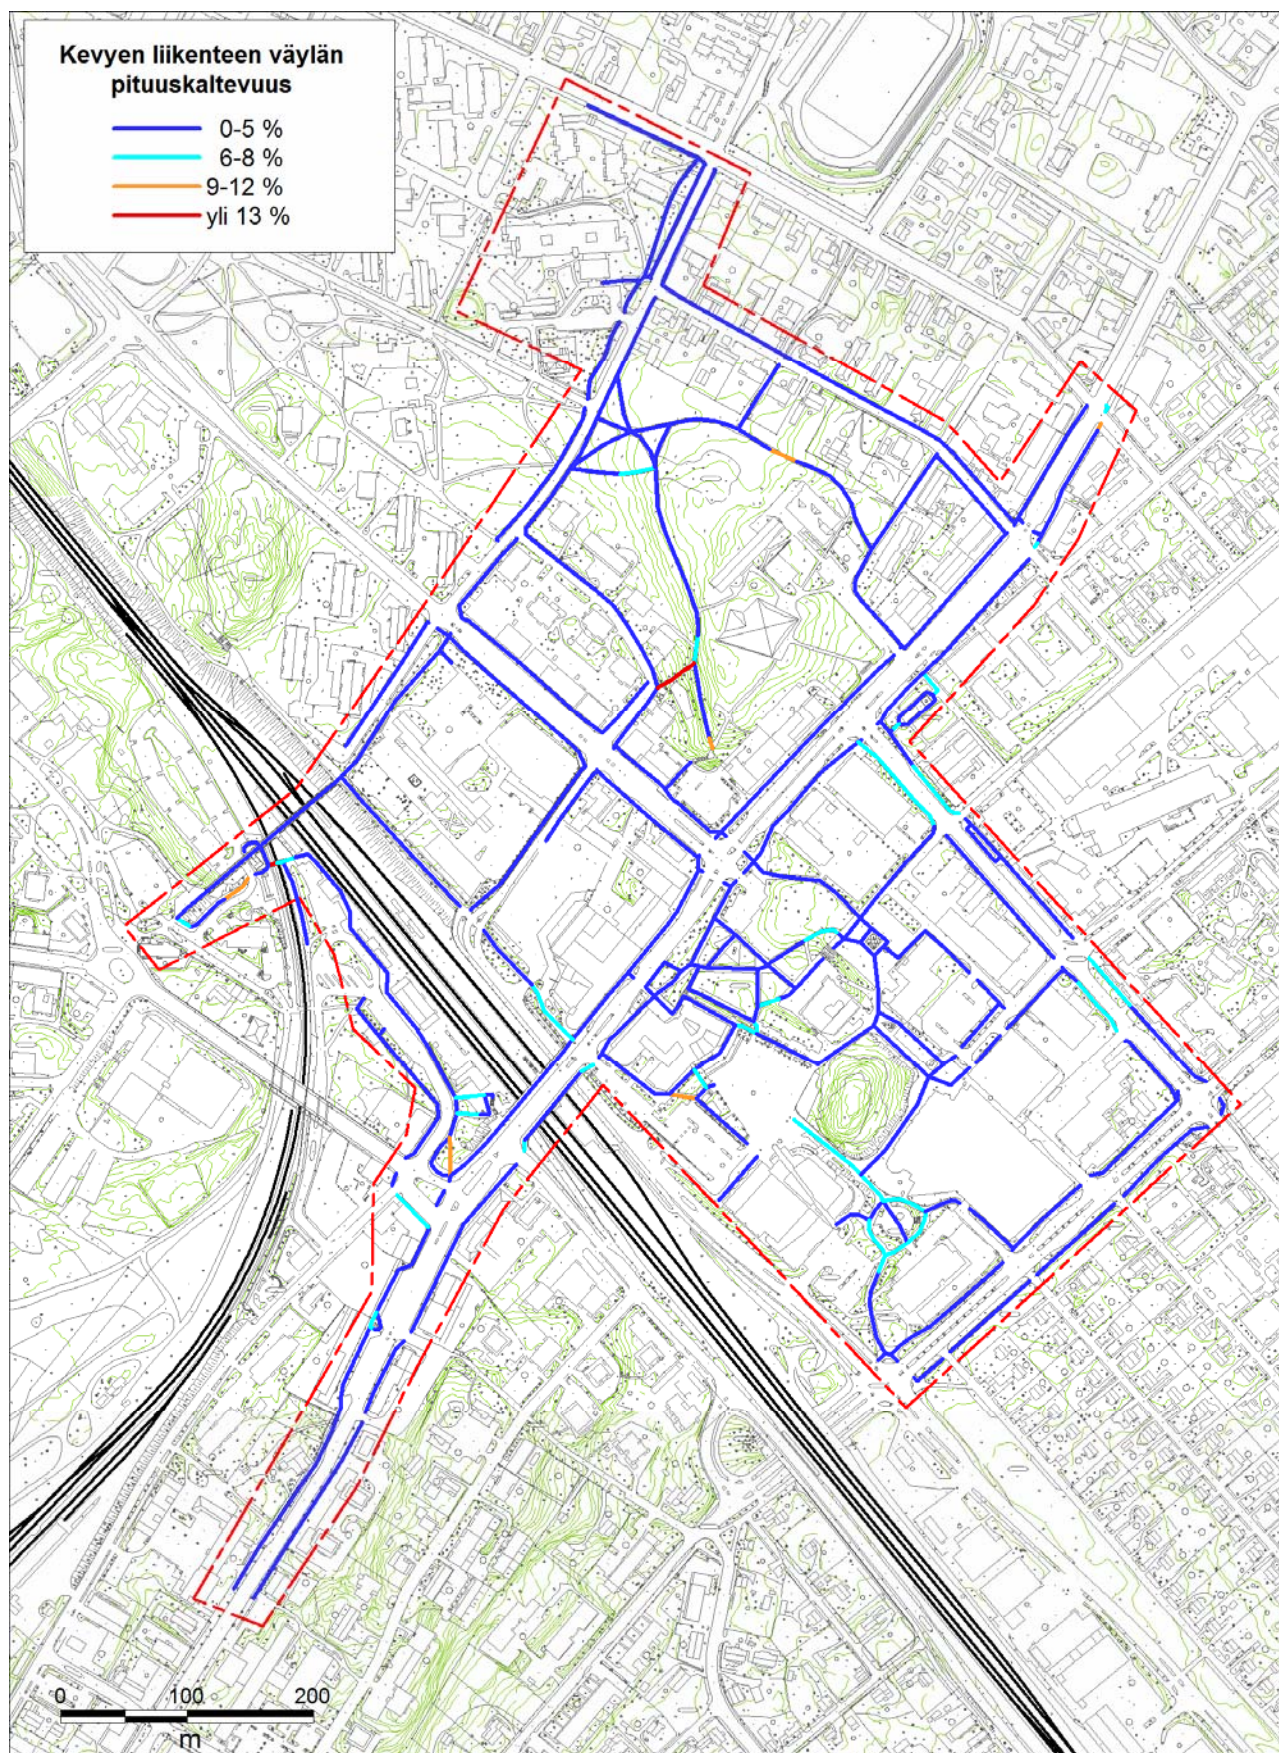 Kevyen liikenteen väylän
pituuskaltevuus
0-5 %
6-8 %
9-12 %
yli 13 %
0 100 200
m